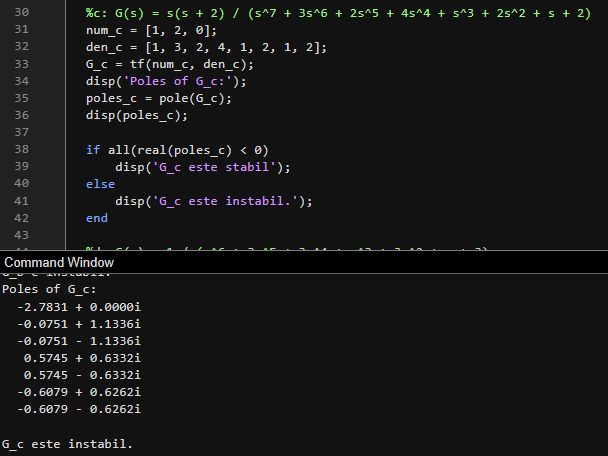 30 %c: G(s) = s(s + 2) / (s^7 + 3s^6 + 2s^5 + 4s^4 + s^3 + 2s^2 + s + 2)
31 num_c = [1, 2, 0];
32 den_c = [1, 3, 2, 4, 1, 2, 1, 2];
33 G_c = tf(num_c, den_c);
34 disp('Poles of G_c:');
35 poles_c = pole(G_c);
36 disp(poles_c);
37
38 if all(real(poles_c) < 0)
39 disp('G_c este stabil');
40 else
41 disp('G_c este instabil.');
42 end
43
Command Window
Poles of G_c:
-2.7831 + 0.0000i
-0.0751 + 1.1336i
-0.0751 - 1.1336i
0.5745 + 0.6332i
0.5745 - 0.6332i
-0.6079 + 0.6262i
-0.6079 - 0.6262i
G_c este instabil.